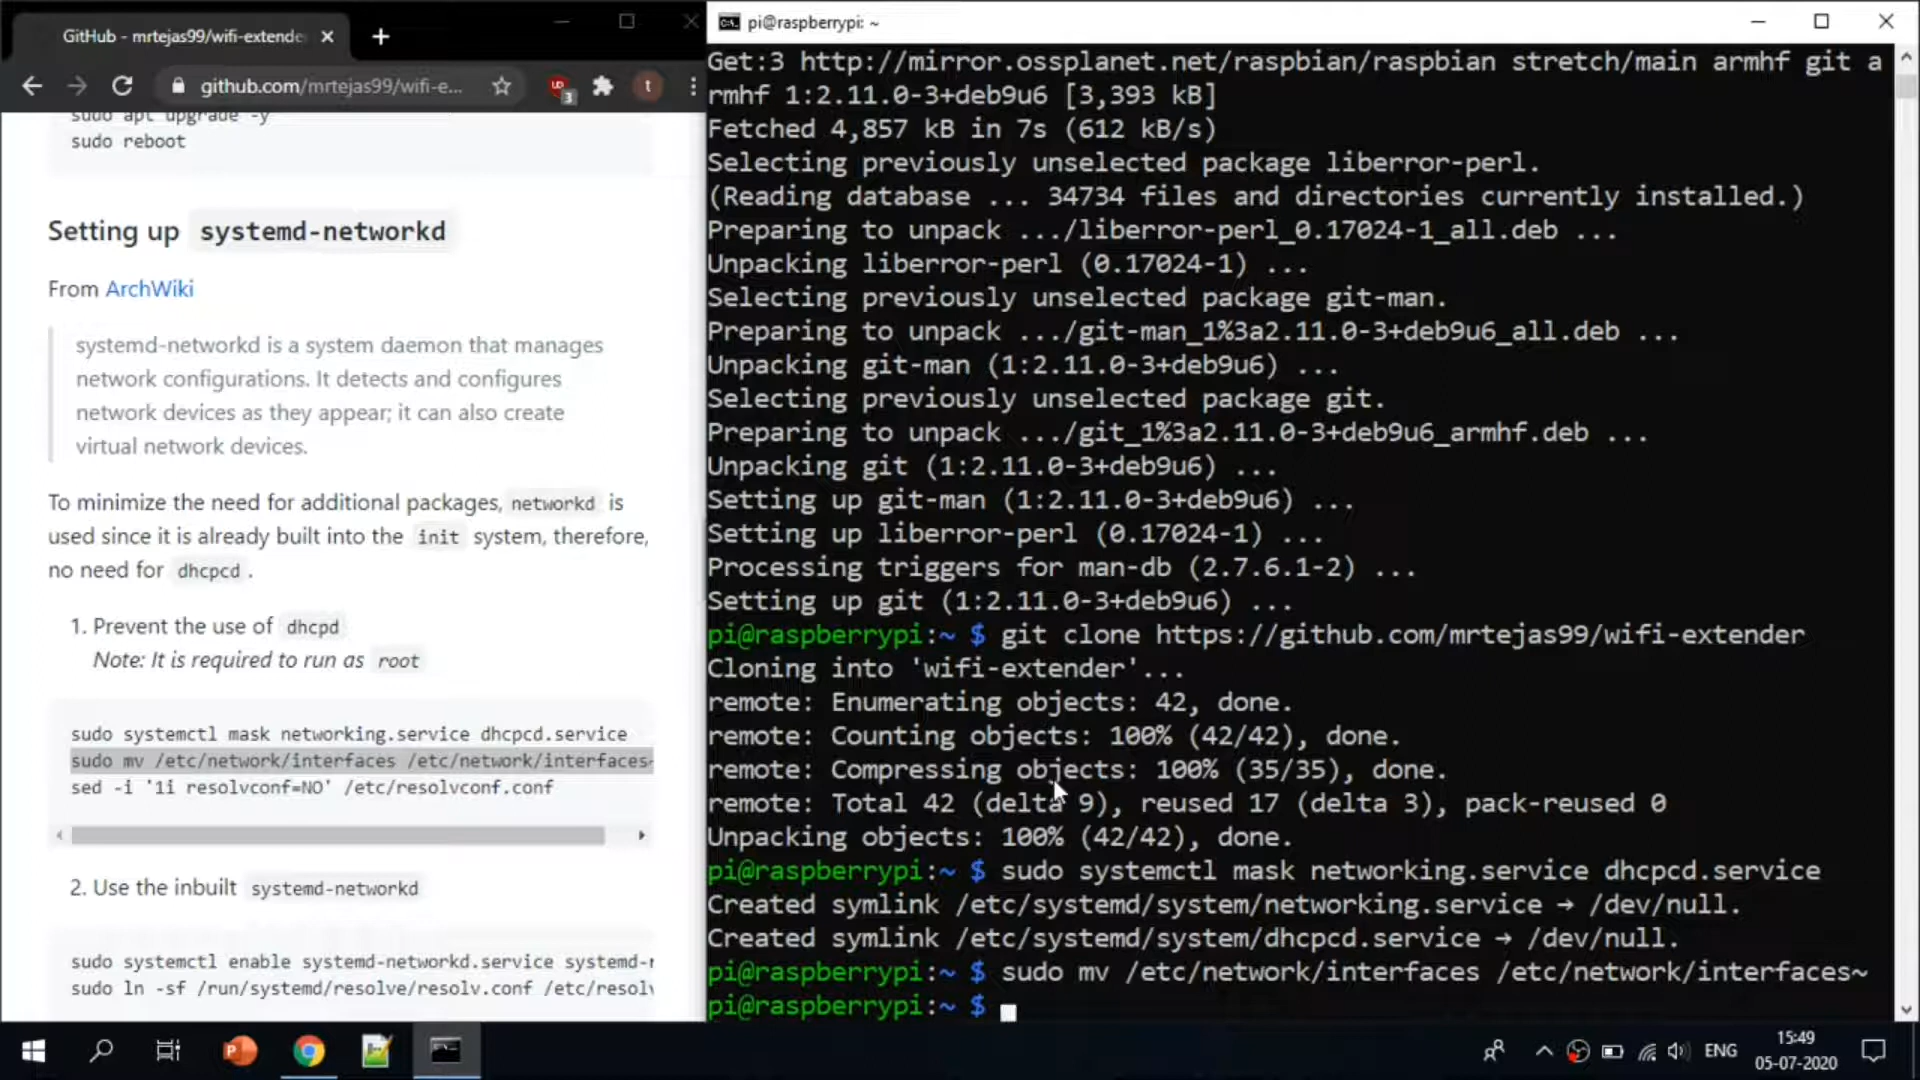 GitHub - mrtejas99/wifi-extende
github.com/mrtejas99/wifi-e...
3
t
sudo apt upgrade -y
sudo reboot
Setting up systemd-networkd
From ArchWiki
systemd-networkd is a system daemon that manages
network configurations. It detects and configures
network devices as they appear; it can also create
virtual network devices.
To minimize the need for additional packages, networkd is
used since it is already built into the init system, therefore,
no need for dhcpcd .
1. Prevent the use of dhcpd
Note: It is required to run as root
sudo systemctl mask networking.service dhcpcd.service
sudo mv /etc/network/interfaces /etc/network/interfaces~
sed -i '1i resolvconf=NO' /etc/resolvconf.conf
2. Use the inbuilt systemd-networkd
sudo systemctl enable systemd-networkd.service systemd-r
sudo ln -sf /run/systemd/resolve/resolv.conf /etc/resolv
pi@raspberrypi: ~
Get:3 http://mirror.ossplanet.net/raspbian/raspbian stretch/main armhf git a
rmhf 1:2.11.0-3+deb9u6 [3,393 kB]
Fetched 4,857 kB in 7s (612 kB/s)
Selecting previously unselected package liberror-perl.
(Reading database ... 34734 files and directories currently installed.)
Preparing to unpack .../liberror-perl_0.17024-1_all.deb ...
Unpacking liberror-perl (0.17024-1) ...
Selecting previously unselected package git-man.
Preparing to unpack .../git-man_1%3a2.11.0-3+deb9u6_all.deb ...
Unpacking git-man (1:2.11.0-3+deb9u6) ...
Selecting previously unselected package git.
Preparing to unpack .../git_1%3a2.11.0-3+deb9u6_armhf.deb ...
Unpacking git (1:2.11.0-3+deb9u6) ...
Setting up git-man (1:2.11.0-3+deb9u6) ...
Setting up liberror-perl (0.17024-1) ...
Processing triggers for man-db (2.7.6.1-2) ...
Setting up git (1:2.11.0-3+deb9u6) ...
pi@raspberrypi:~ $ git clone https://github.com/mrtejas99/wifi-extender
Cloning into 'wifi-extender'...
remote: Enumerating objects: 42, done.
remote: Counting objects: 100% (42/42), done.
remote: Compressing objects: 100% (35/35), done.
remote: Total 42 (delta 9), reused 17 (delta 3), pack-reused 0
Unpacking objects: 100% (42/42), done.
pi@raspberrypi:~ $ sudo systemctl mask networking.service dhcpcd.service
Created symlink /etc/systemd/system/networking.service → /dev/null.
Created symlink /etc/systemd/system/dhcpcd.service → /dev/null.
pi@raspberrypi:~ $ sudo mv /etc/network/interfaces /etc/network/interfaces~
pi@raspberrypi:~ $
ENG
15:49
05-07-2020